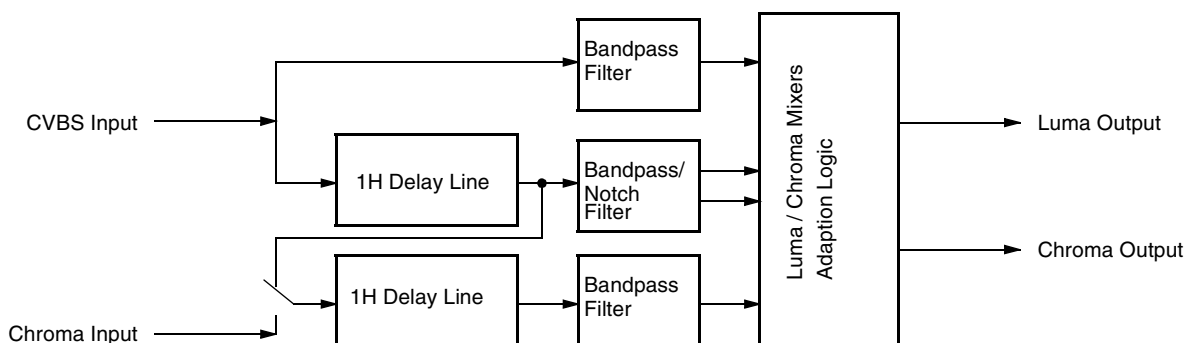 Bandpass
Filter
CVBS Input
Luma Output
1H Delay Line
Bandpass/
Notch
Filter
Luma / Chroma Mixers
Adaption Logic
Chroma Output
1H Delay Line
Bandpass
Filter
Chroma Input